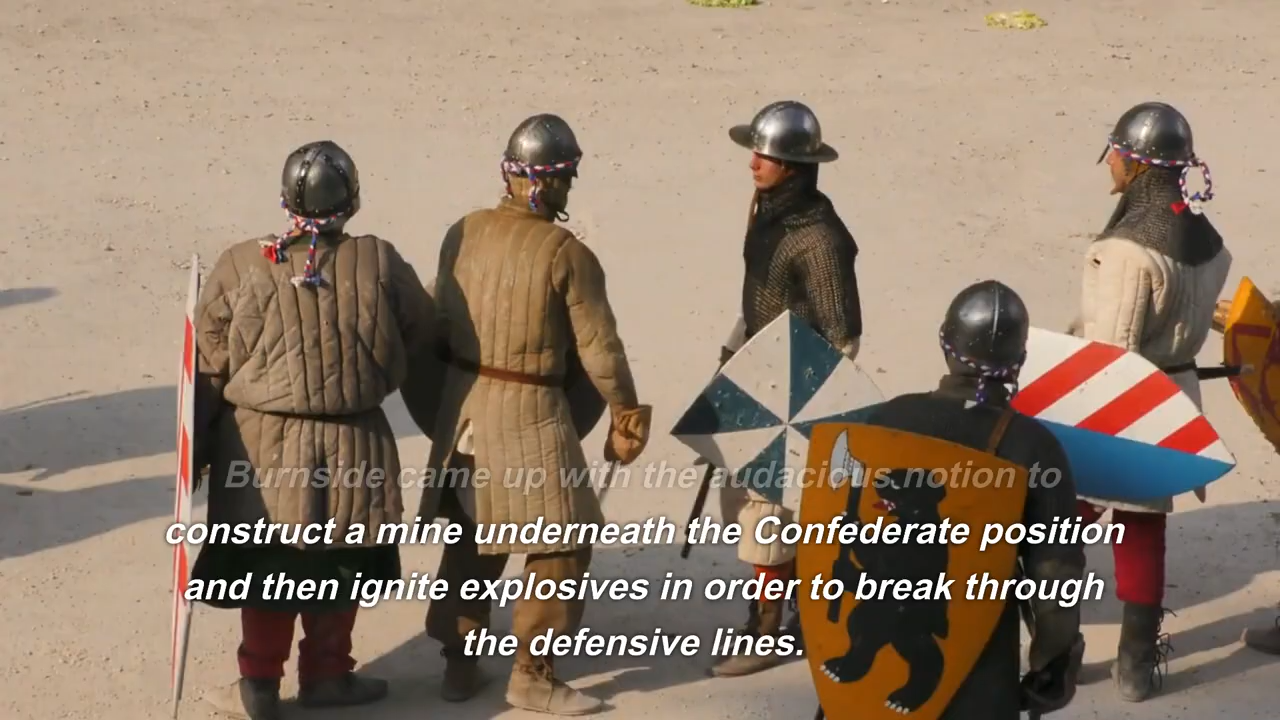 Burnside came up with the audacious notion to
construct a mine underneath the Confederate position
and then ignite explosives in order to break through
the defensive lines.